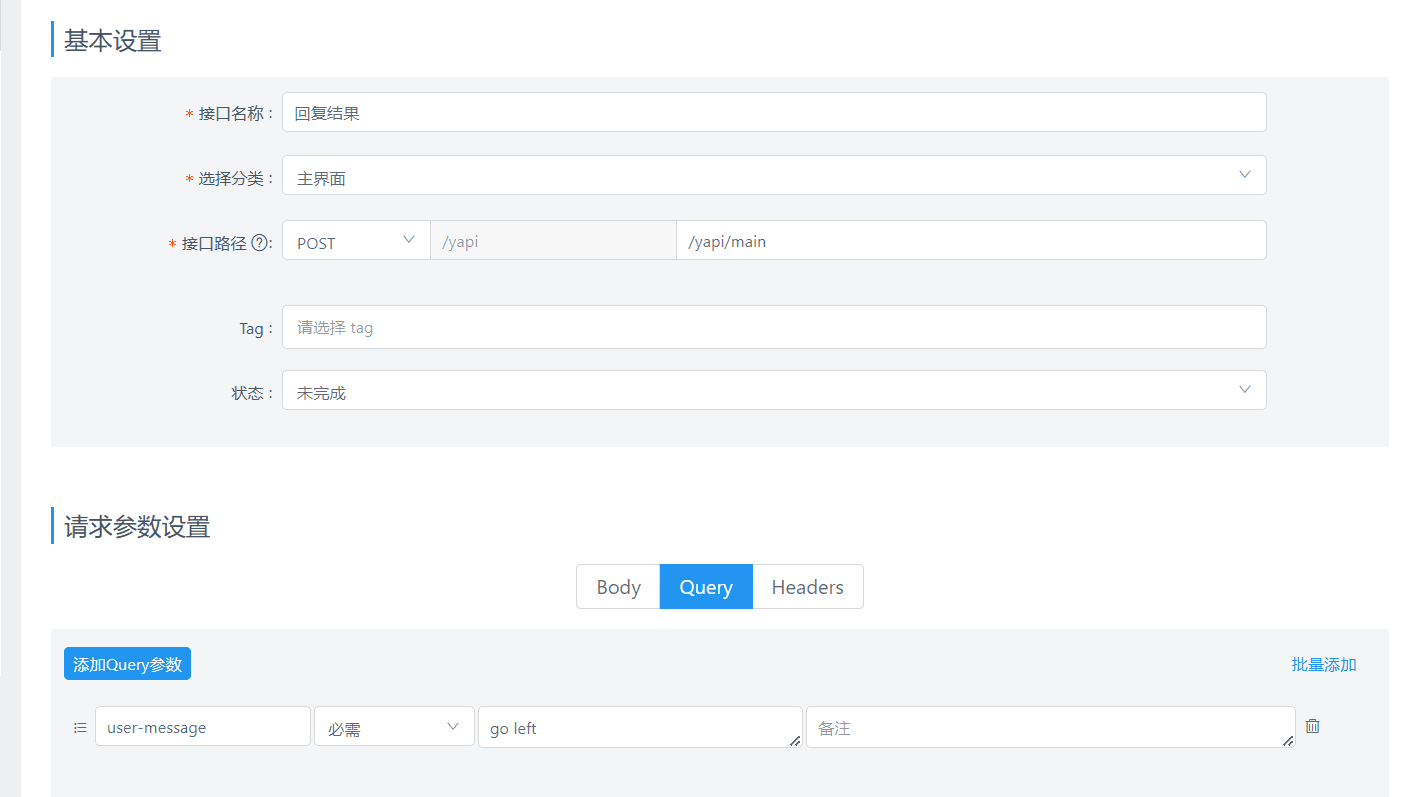 基本设置
* 接口名称 : 回复结果
* 选择分类 : 主界面
* 接口路径 ?: POST /yapi /yapi/main
Tag : 请选择 tag
状态 : 未完成
请求参数设置
Body Query Headers
添加Query参数 批量添加
user-message 必需 go left 备注